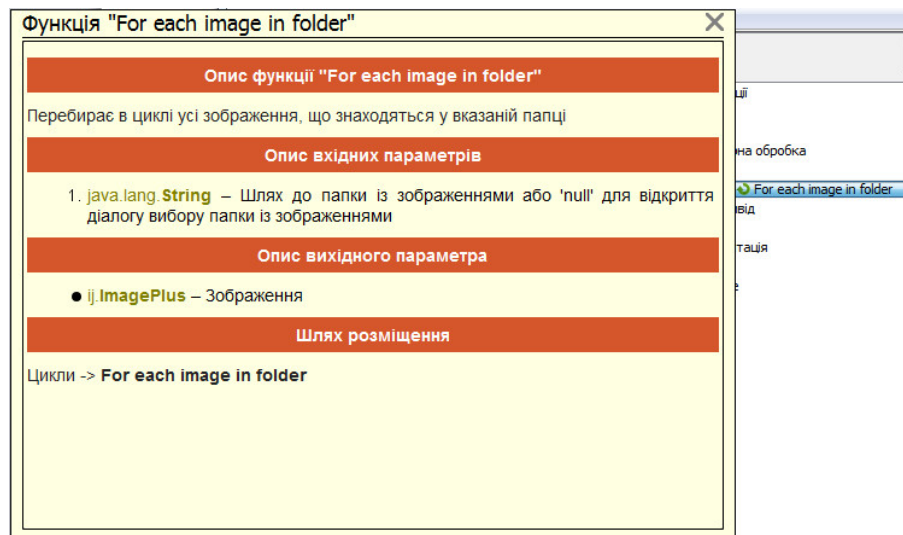 Функція "For each image in folder"
Опис функції "For each image in folder"
Перебирає в циклі усі зображення, що знаходяться у вказаній папці
Опис вхідних параметрів
1. java.lang.String – Шлях до папки із зображеннями або 'null' для відкриття
діалогу вибору папки із зображеннями
Опис вихідного параметра
● ij.ImagePlus – Зображення
Шлях розміщення
Цикли -> For each image in folder
ції
обробка
For each image in folder